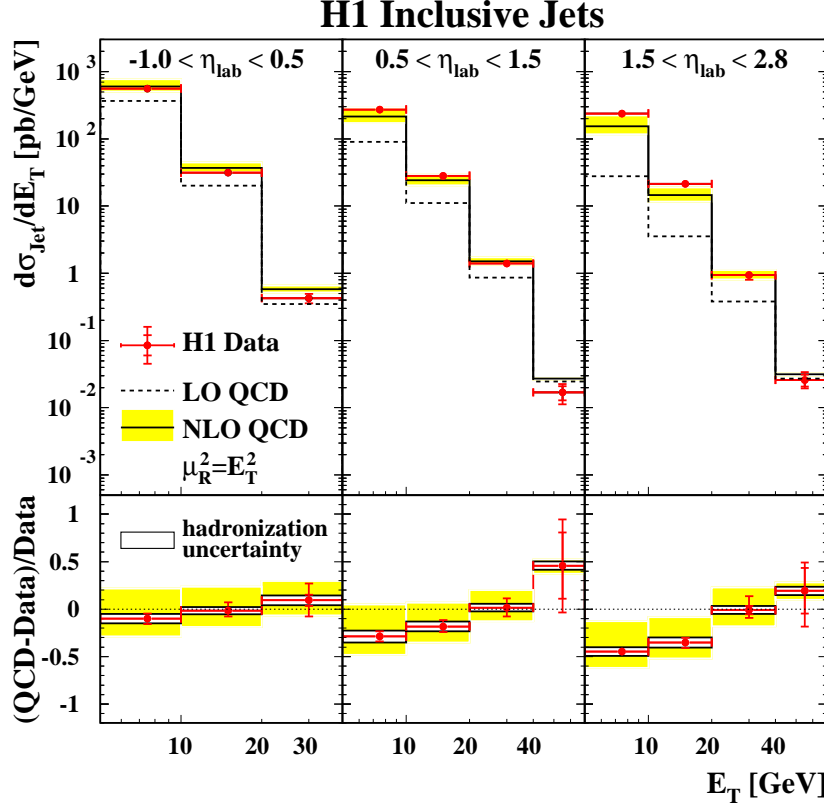 H1 Inclusive Jets
-1.0 < η_lab < 0.5
0.5 < η_lab < 1.5
1.5 < η_lab < 2.8
dσ_Jet/dE_T [pb/GeV]
10^3
10^2
10
1
10^-1
10^-2
10^-3
H1 Data
LO QCD
NLO QCD
μ_R^2=E_T^2
(QCD-Data)/Data
1
0.5
0
-0.5
-1
hadronization
uncertainty
10 20 30
10 20 40
10 20 40
E_T [GeV]